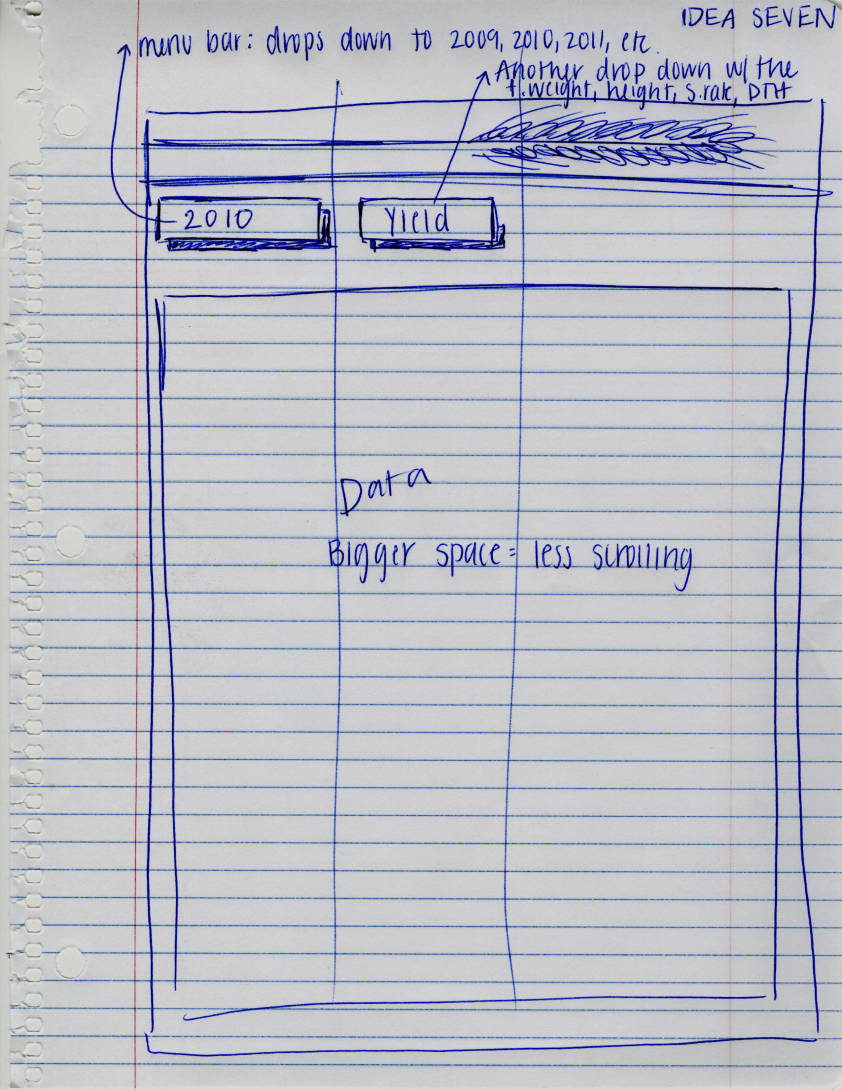 IDEA SEVEN
menu bar: drops down to 2009, 2010, 2011, etc.
Another drop down w/ the
t.weight, height, s.rate, DTH
2010
Yield
Data
Bigger space = less scrolling